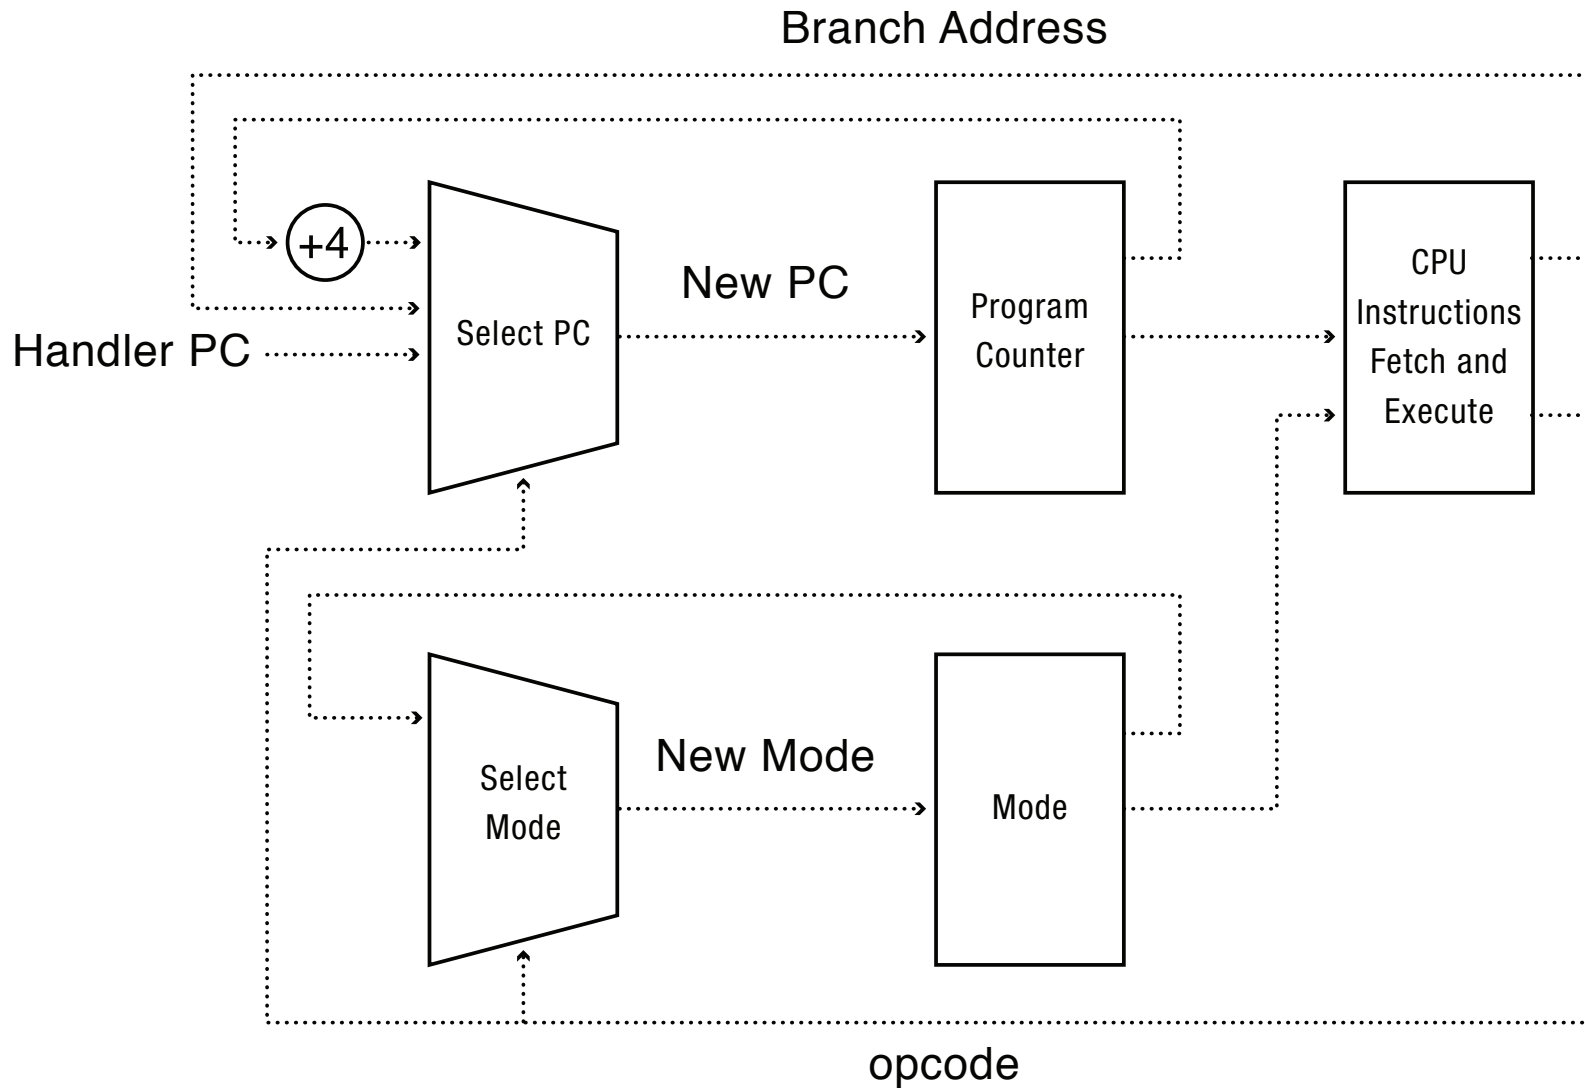 Branch Address
+4
New PC
Handler PC
Select PC
Program
Counter
CPU
Instructions
Fetch and
Execute
New Mode
Select
Mode
Mode
opcode